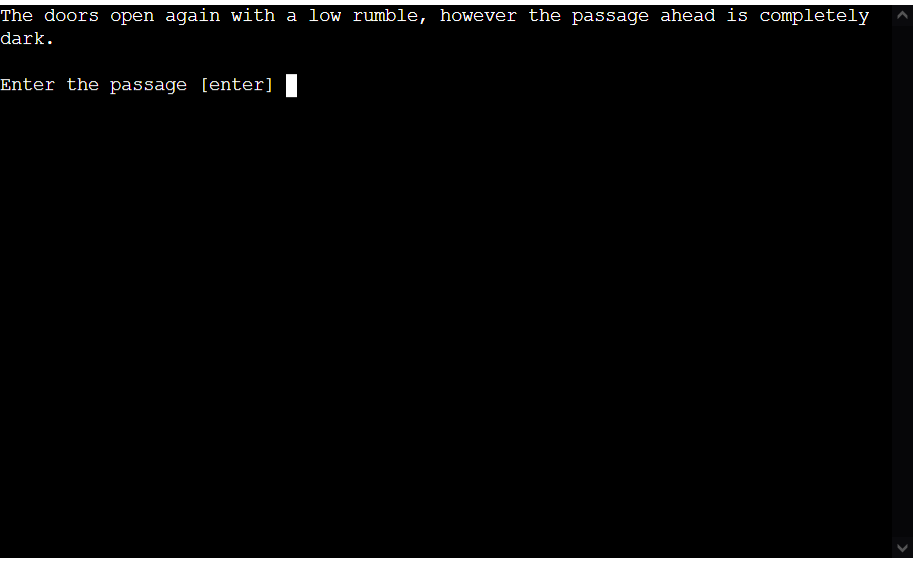 The doors open again with a low rumble, however the passage ahead is completely
dark.
Enter the passage [enter]